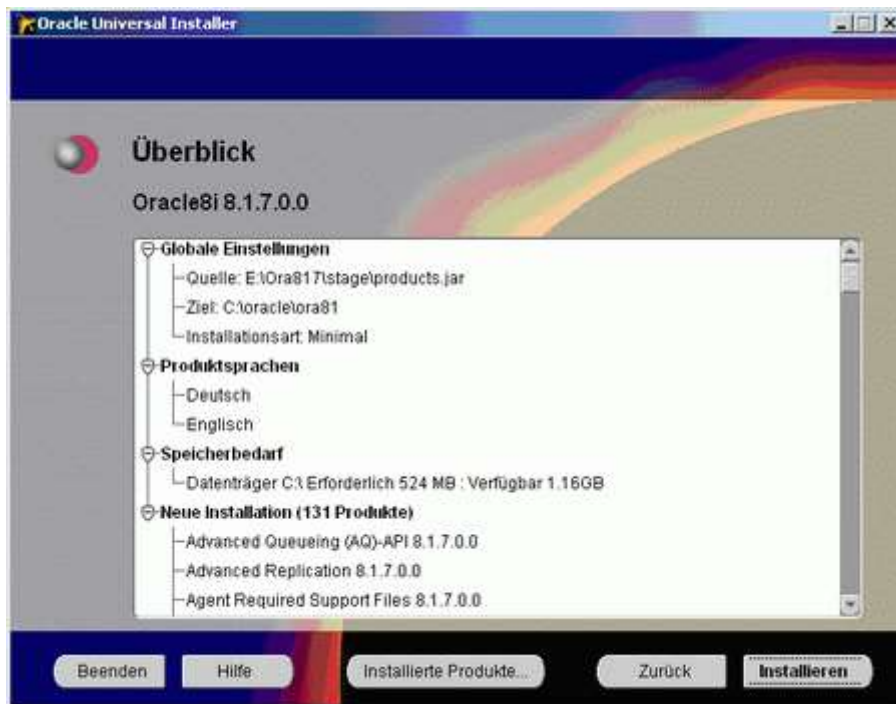 Oracle Universal Installer
Überblick
Oracle8i 8.1.7.0.0
Globale Einstellungen
Quelle: E:\Ora817\stage\products.jar
Ziel: C:\oracle\ora81
Installationsart: Minimal
Produktsprachen
Deutsch
Englisch
Speicherbedarf
Datenträger C:\ Erforderlich 524 MB : Verfügbar 1.16GB
Neue Installation (131 Produkte)
Advanced Queueing (AQ)-API 8.1.7.0.0
Advanced Replication 8.1.7.0.0
Agent Required Support Files 8.1.7.0.0
Beenden Hilfe Installierte Produkte... Zurück Installieren